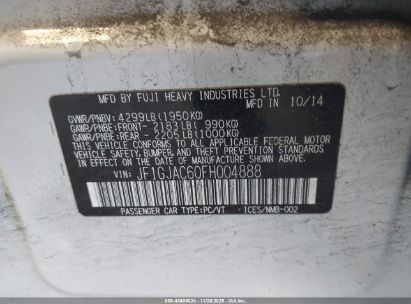 MFD BY FUJI HEAVY INDUSTRIES LTD.
MADE IN 10/14
GVWR/PNBV: 4299LB(1950KG)
GAWR/PNBE: FRONT- 2183LB( 990KG)
GAWR/PNBE: REAR - 2205LB(1000KG)
THIS VEHICLE CONFORMS TO ALL APPLICABLE FEDERAL MOTOR
VEHICLE SAFETY, BUMPER, AND THEFT PREVENTION STANDARDS
IN EFFECT ON THE DATE OF MANUFACTURE SHOWN ABOVE.
VIN: JF1GJAC60FH004888
PASSENGER CAR TYPE:PC/VT ICES/NMB-002